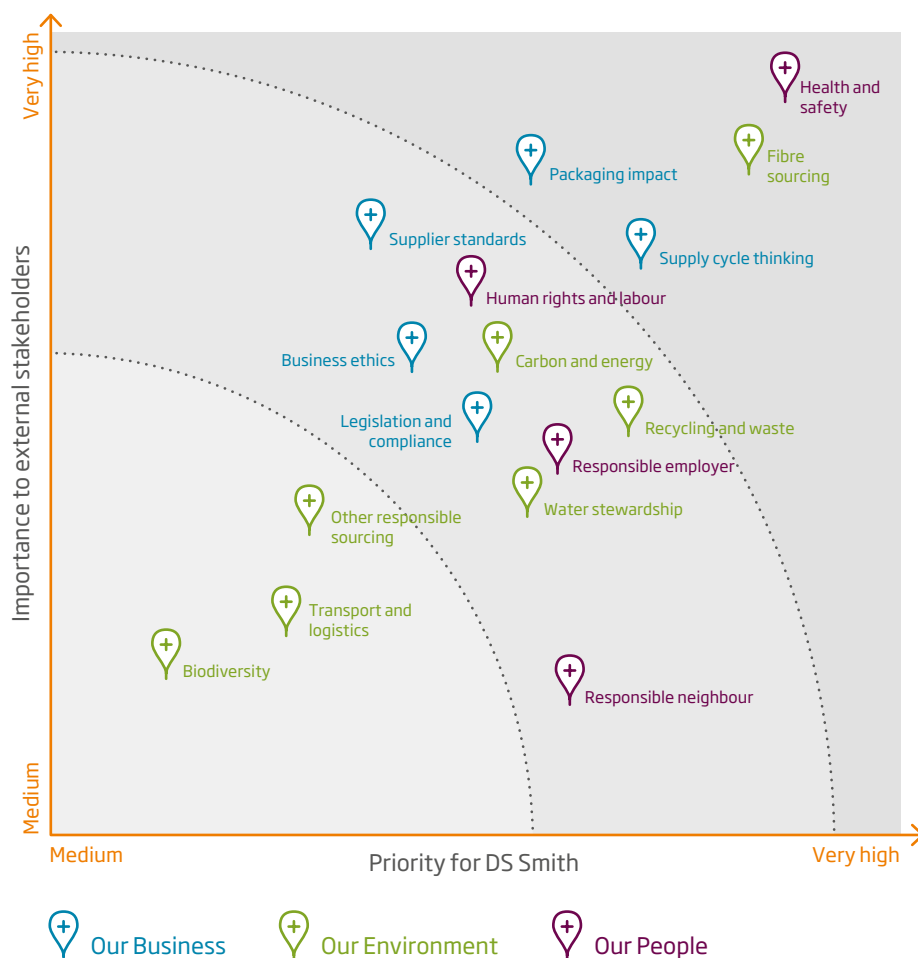 Very high
Health and
safety
Fibre
sourcing
Packaging impact
Supplier standards
Supply cycle thinking
Human rights and labour
Business ethics
Carbon and energy
Legislation and
compliance
Recycling and waste
Responsible employer
Water stewardship
Other responsible
sourcing
Transport and
logistics
Biodiversity
Responsible neighbour
Importance to external stakeholders
Medium
Medium
Priority for DS Smith
Very high
Our Business
Our Environment
Our People